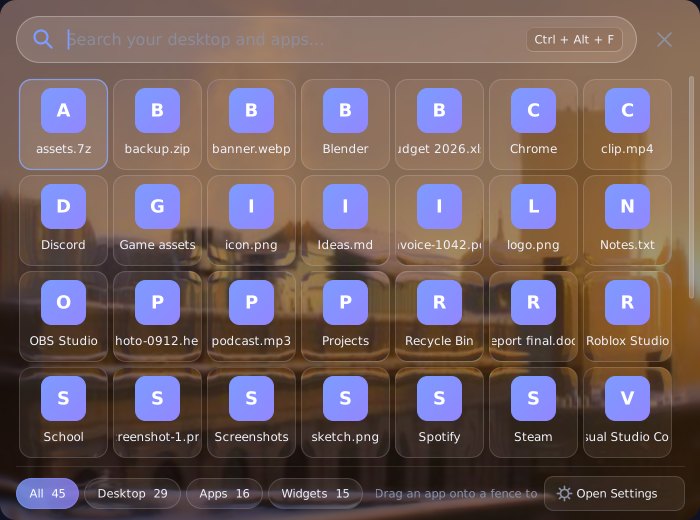 Search your desktop and apps...
Ctrl + Alt + F
A B B B B C C
assets.7z backup.zip banner.webp Blender udget 2026.xl Chrome clip.mp4
D G I I I L N
Discord Game assets icon.png Ideas.md nvoice-1042.p logo.png Notes.txt
O P P P R R R
OBS Studio hoto-0912.he podcast.mp3 Projects Recycle Bin eport final.doc Roblox Studio
S S S S S S V
School reenshot-1.pr Screenshots sketch.png Spotify Steam sual Studio Co
All 45 Desktop 29 Apps 16 Widgets 15 Drag an app onto a fence to Open Settings